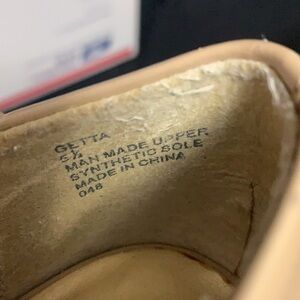 GETTA
5½
MAN MADE UPPER
SYNTHETIC SOLE
MADE IN CHINA
048